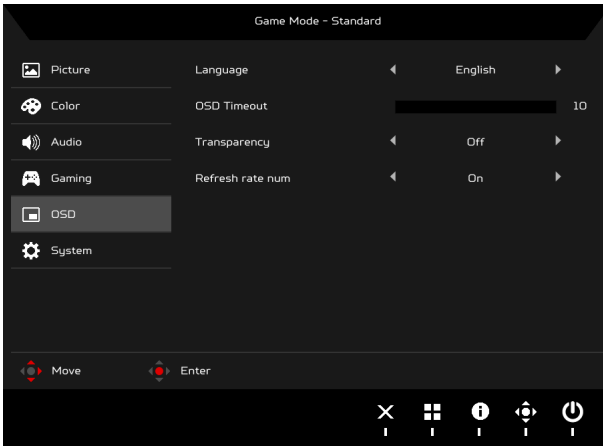 Game Mode - Standard
Picture
Language English
Color
OSD Timeout 10
Audio
Transparency Off
Gaming
Refresh rate num On
OSD
System
Move Enter